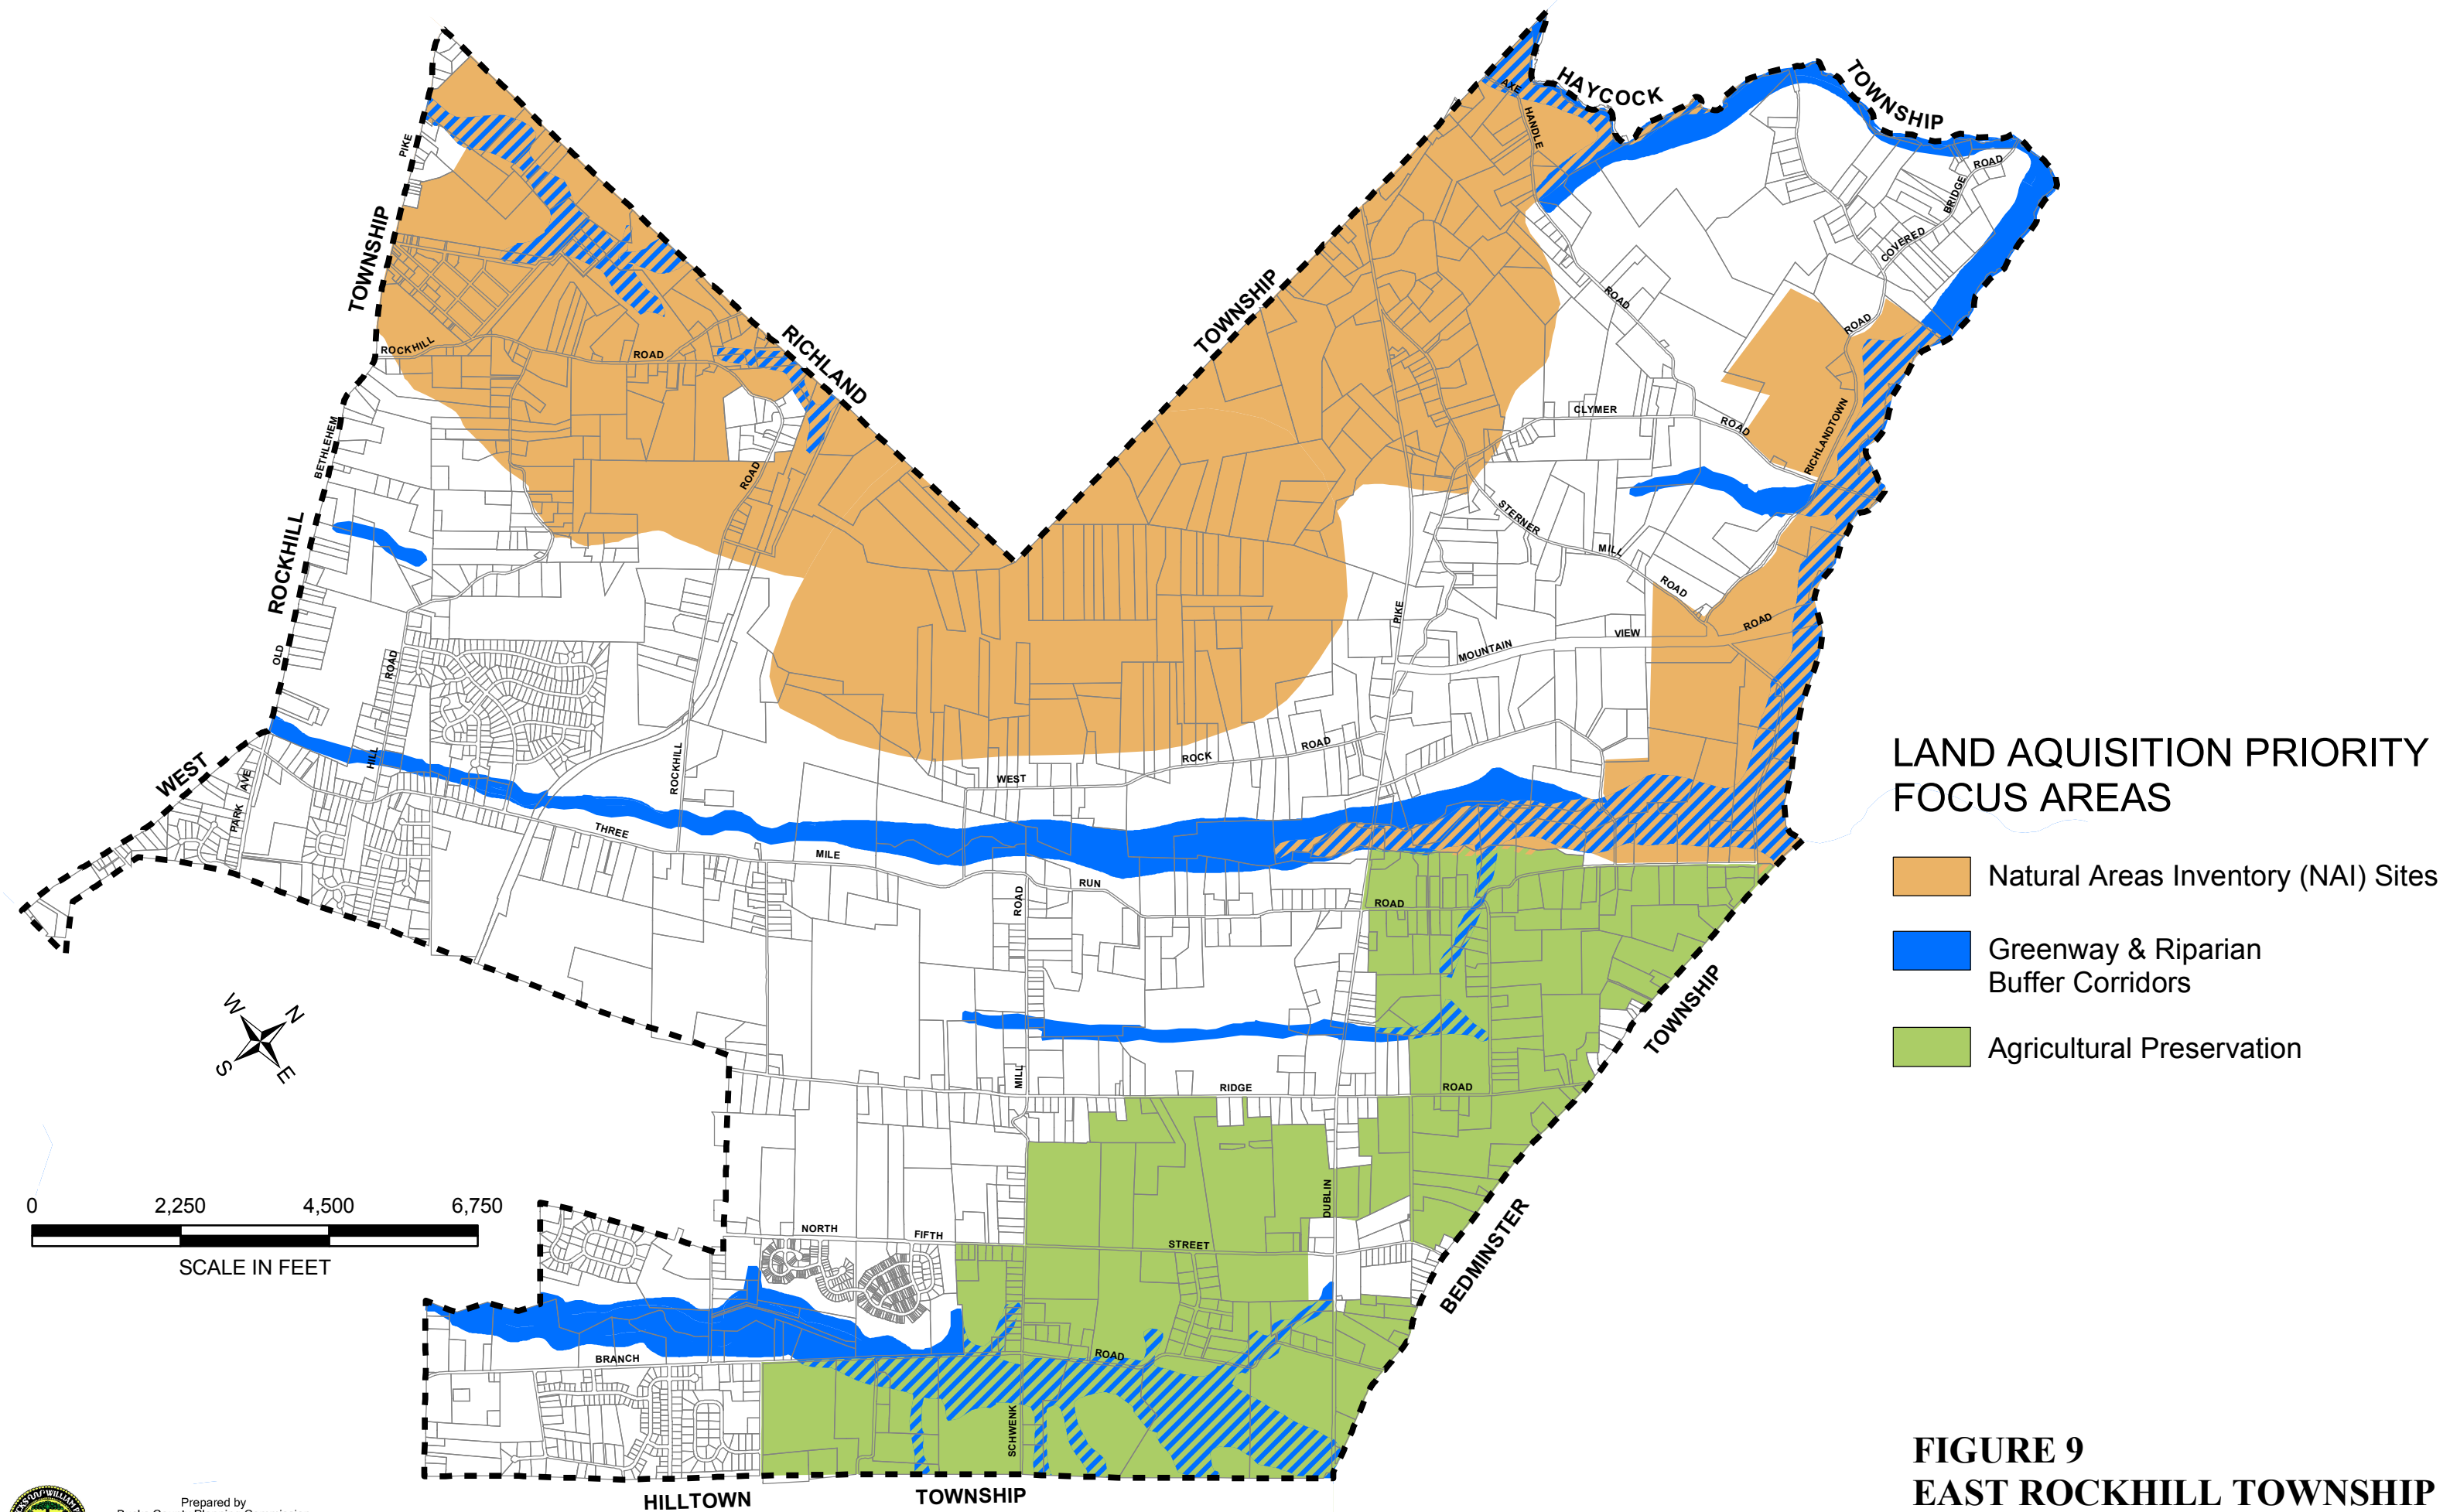 HAYCOCK
TOWNSHIP
AXE
HANDLE
ROAD
PIKE
TOWNSHIP
ROAD
BRIDGE
COVERED
ROAD
TOWNSHIP
RICHLAND
ROCKHILL
ROAD
ROAD
BETHLEHEM
ROCKHILL
OLD
ROAD
CLYMER
ROAD
RICHLANDTOWN
STERNER
MILL
ROAD
PIKE
MOUNTAIN
VIEW
ROAD
ROAD
HILL
WEST
PARK
AVE
ROCKHILL
WEST
ROCK
ROAD
THREE
MILE
RUN
ROAD
ROAD
MILL
RIDGE
ROAD
TOWNSHIP
BEDMINSTER
DUBLIN
NORTH
FIFTH
STREET
BRANCH
ROAD
SCHWENK
HILLTOWN
TOWNSHIP
LAND AQUISITION PRIORITY
FOCUS AREAS
Natural Areas Inventory (NAI) Sites
Greenway & Riparian
Buffer Corridors
Agricultural Preservation
W
N
S
E
0 2,250 4,500 6,750
SCALE IN FEET
Prepared by
FIGURE 9
EAST ROCKHILL TOWNSHIP